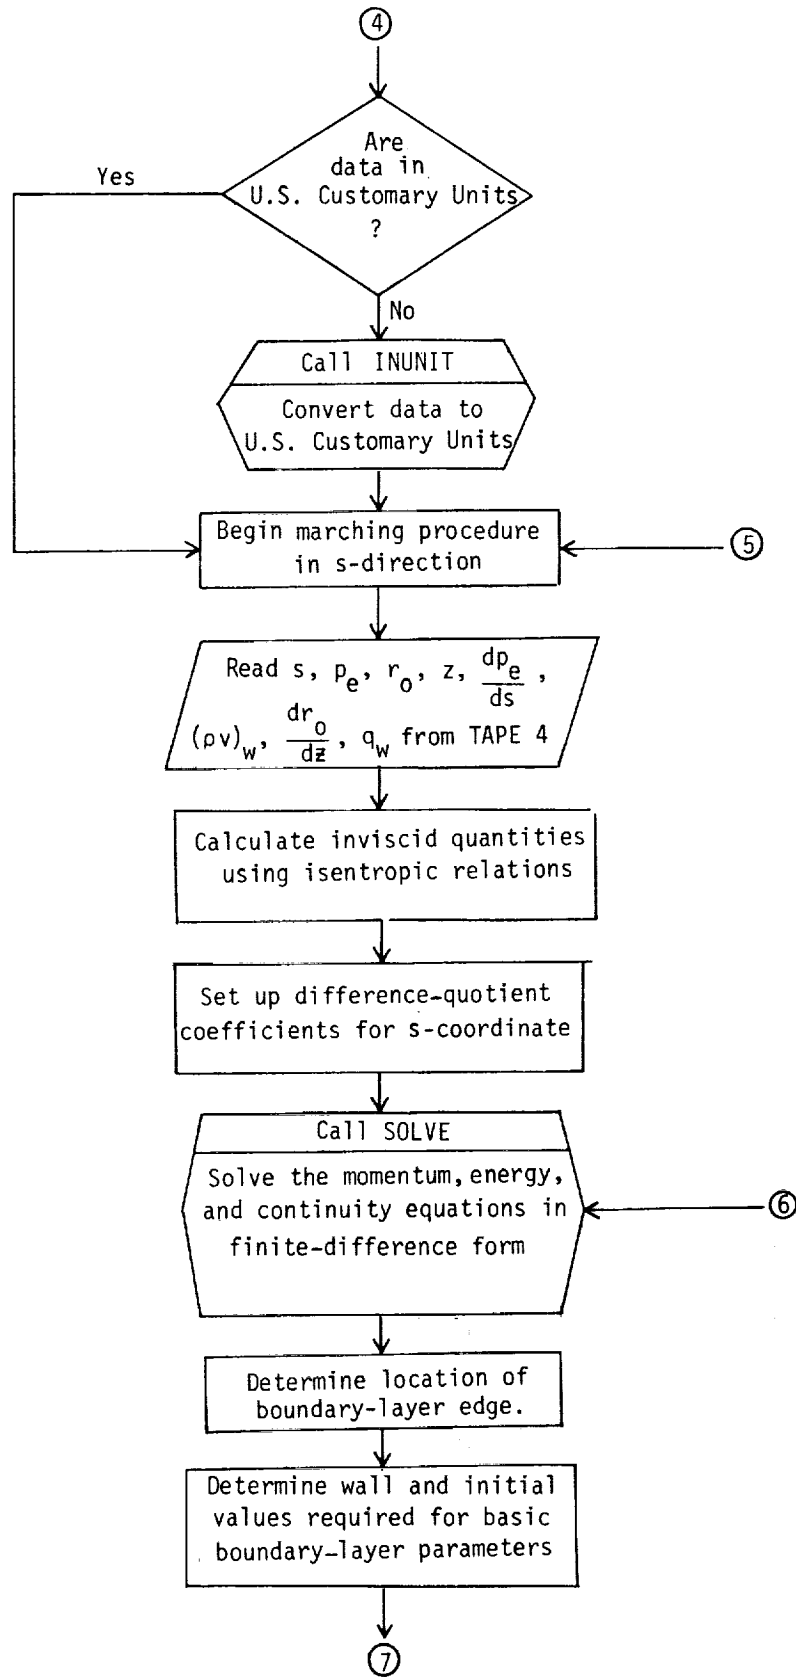 4
Are
data in
U.S. Customary Units
?
Yes
No
Call INUNIT
Convert data to
U.S. Customary Units
Begin marching procedure
in s-direction
5
Read s, p_e, r_o, z, dp_e/ds ,
(ρv)_w, dr_o/dz, q_w from TAPE 4
Calculate inviscid quantities
using isentropic relations
Set up difference-quotient
coefficients for s-coordinate
Call SOLVE
Solve the momentum, energy,
and continuity equations in
finite-difference form
6
Determine location of
boundary-layer edge.
Determine wall and initial
values required for basic
boundary-layer parameters
7